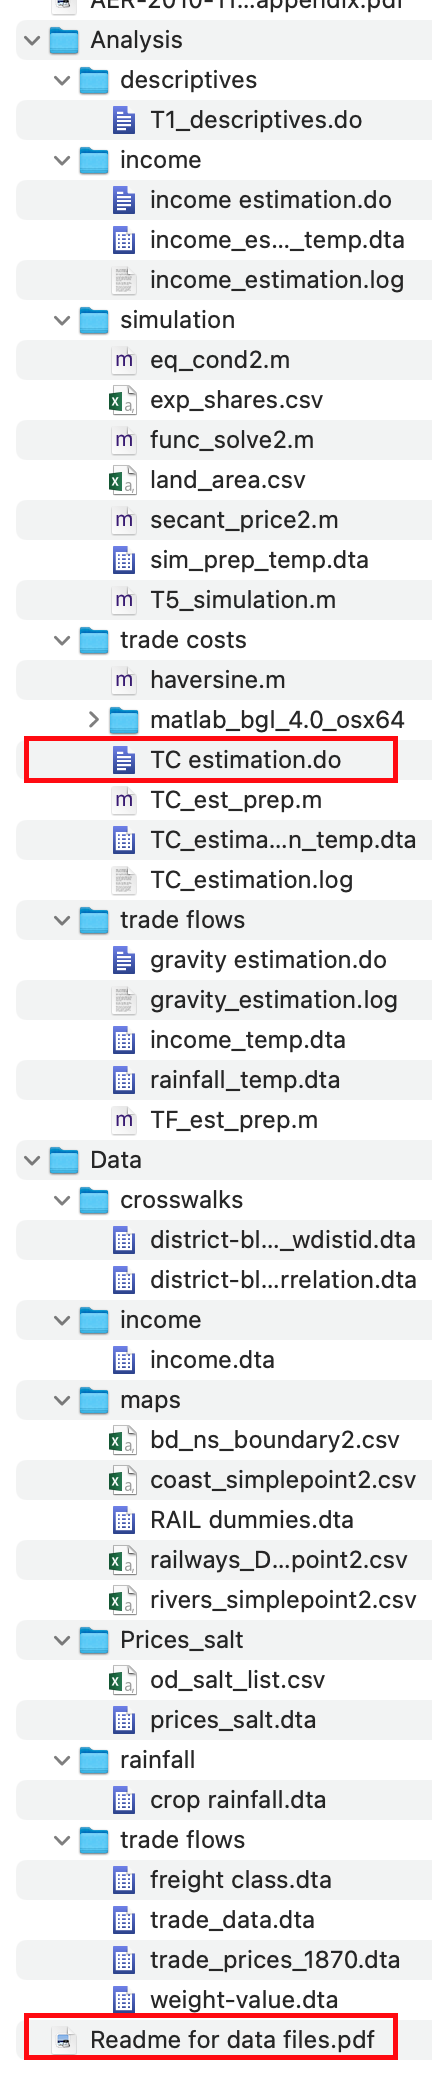 AER-2010-11...appendix.pdf
Analysis
descriptives
T1_descriptives.do
income
income estimation.do
income_es..._temp.dta
income_estimation.log
simulation
eq_cond2.m
exp_shares.csv
func_solve2.m
land_area.csv
secant_price2.m
sim_prep_temp.dta
T5_simulation.m
trade costs
haversine.m
matlab_bgl_4.0_osx64
TC estimation.do
TC_est_prep.m
TC_estima...n_temp.dta
TC_estimation.log
trade flows
gravity estimation.do
gravity_estimation.log
income_temp.dta
rainfall_temp.dta
TF_est_prep.m
Data
crosswalks
district-bl..._wdistid.dta
district-bl...rrelation.dta
income
income.dta
maps
bd_ns_boundary2.csv
coast_simplepoint2.csv
RAIL dummies.dta
railways_D...point2.csv
rivers_simplepoint2.csv
Prices_salt
od_salt_list.csv
prices_salt.dta
rainfall
crop rainfall.dta
trade flows
freight class.dta
trade_data.dta
trade_prices_1870.dta
weight-value.dta
Readme for data files.pdf